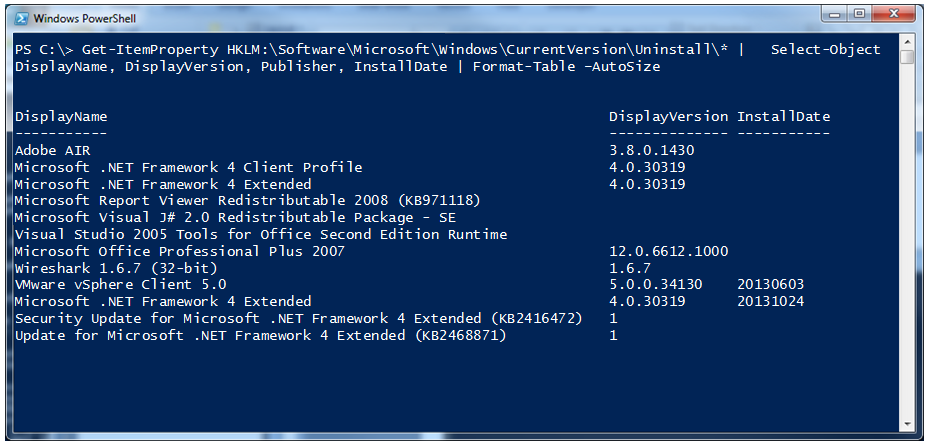 Windows PowerShell
PS C:\> Get-ItemProperty HKLM:\Software\Microsoft\Windows\CurrentVersion\Uninstall\* |   Select-Object
DisplayName, DisplayVersion, Publisher, InstallDate | Format-Table –AutoSize
DisplayName DisplayVersion InstallDate
----------- -------------- -----------
Adobe AIR 3.8.0.1430
Microsoft .NET Framework 4 Client Profile 4.0.30319
Microsoft .NET Framework 4 Extended 4.0.30319
Microsoft Report Viewer Redistributable 2008 (KB971118)
Microsoft Visual J# 2.0 Redistributable Package - SE
Visual Studio 2005 Tools for Office Second Edition Runtime
Microsoft Office Professional Plus 2007 12.0.6612.1000
Wireshark 1.6.7 (32-bit) 1.6.7
VMware vSphere Client 5.0 5.0.0.34130 20130603
Microsoft .NET Framework 4 Extended 4.0.30319 20131024
Security Update for Microsoft .NET Framework 4 Extended (KB2416472) 1
Update for Microsoft .NET Framework 4 Extended (KB2468871) 1